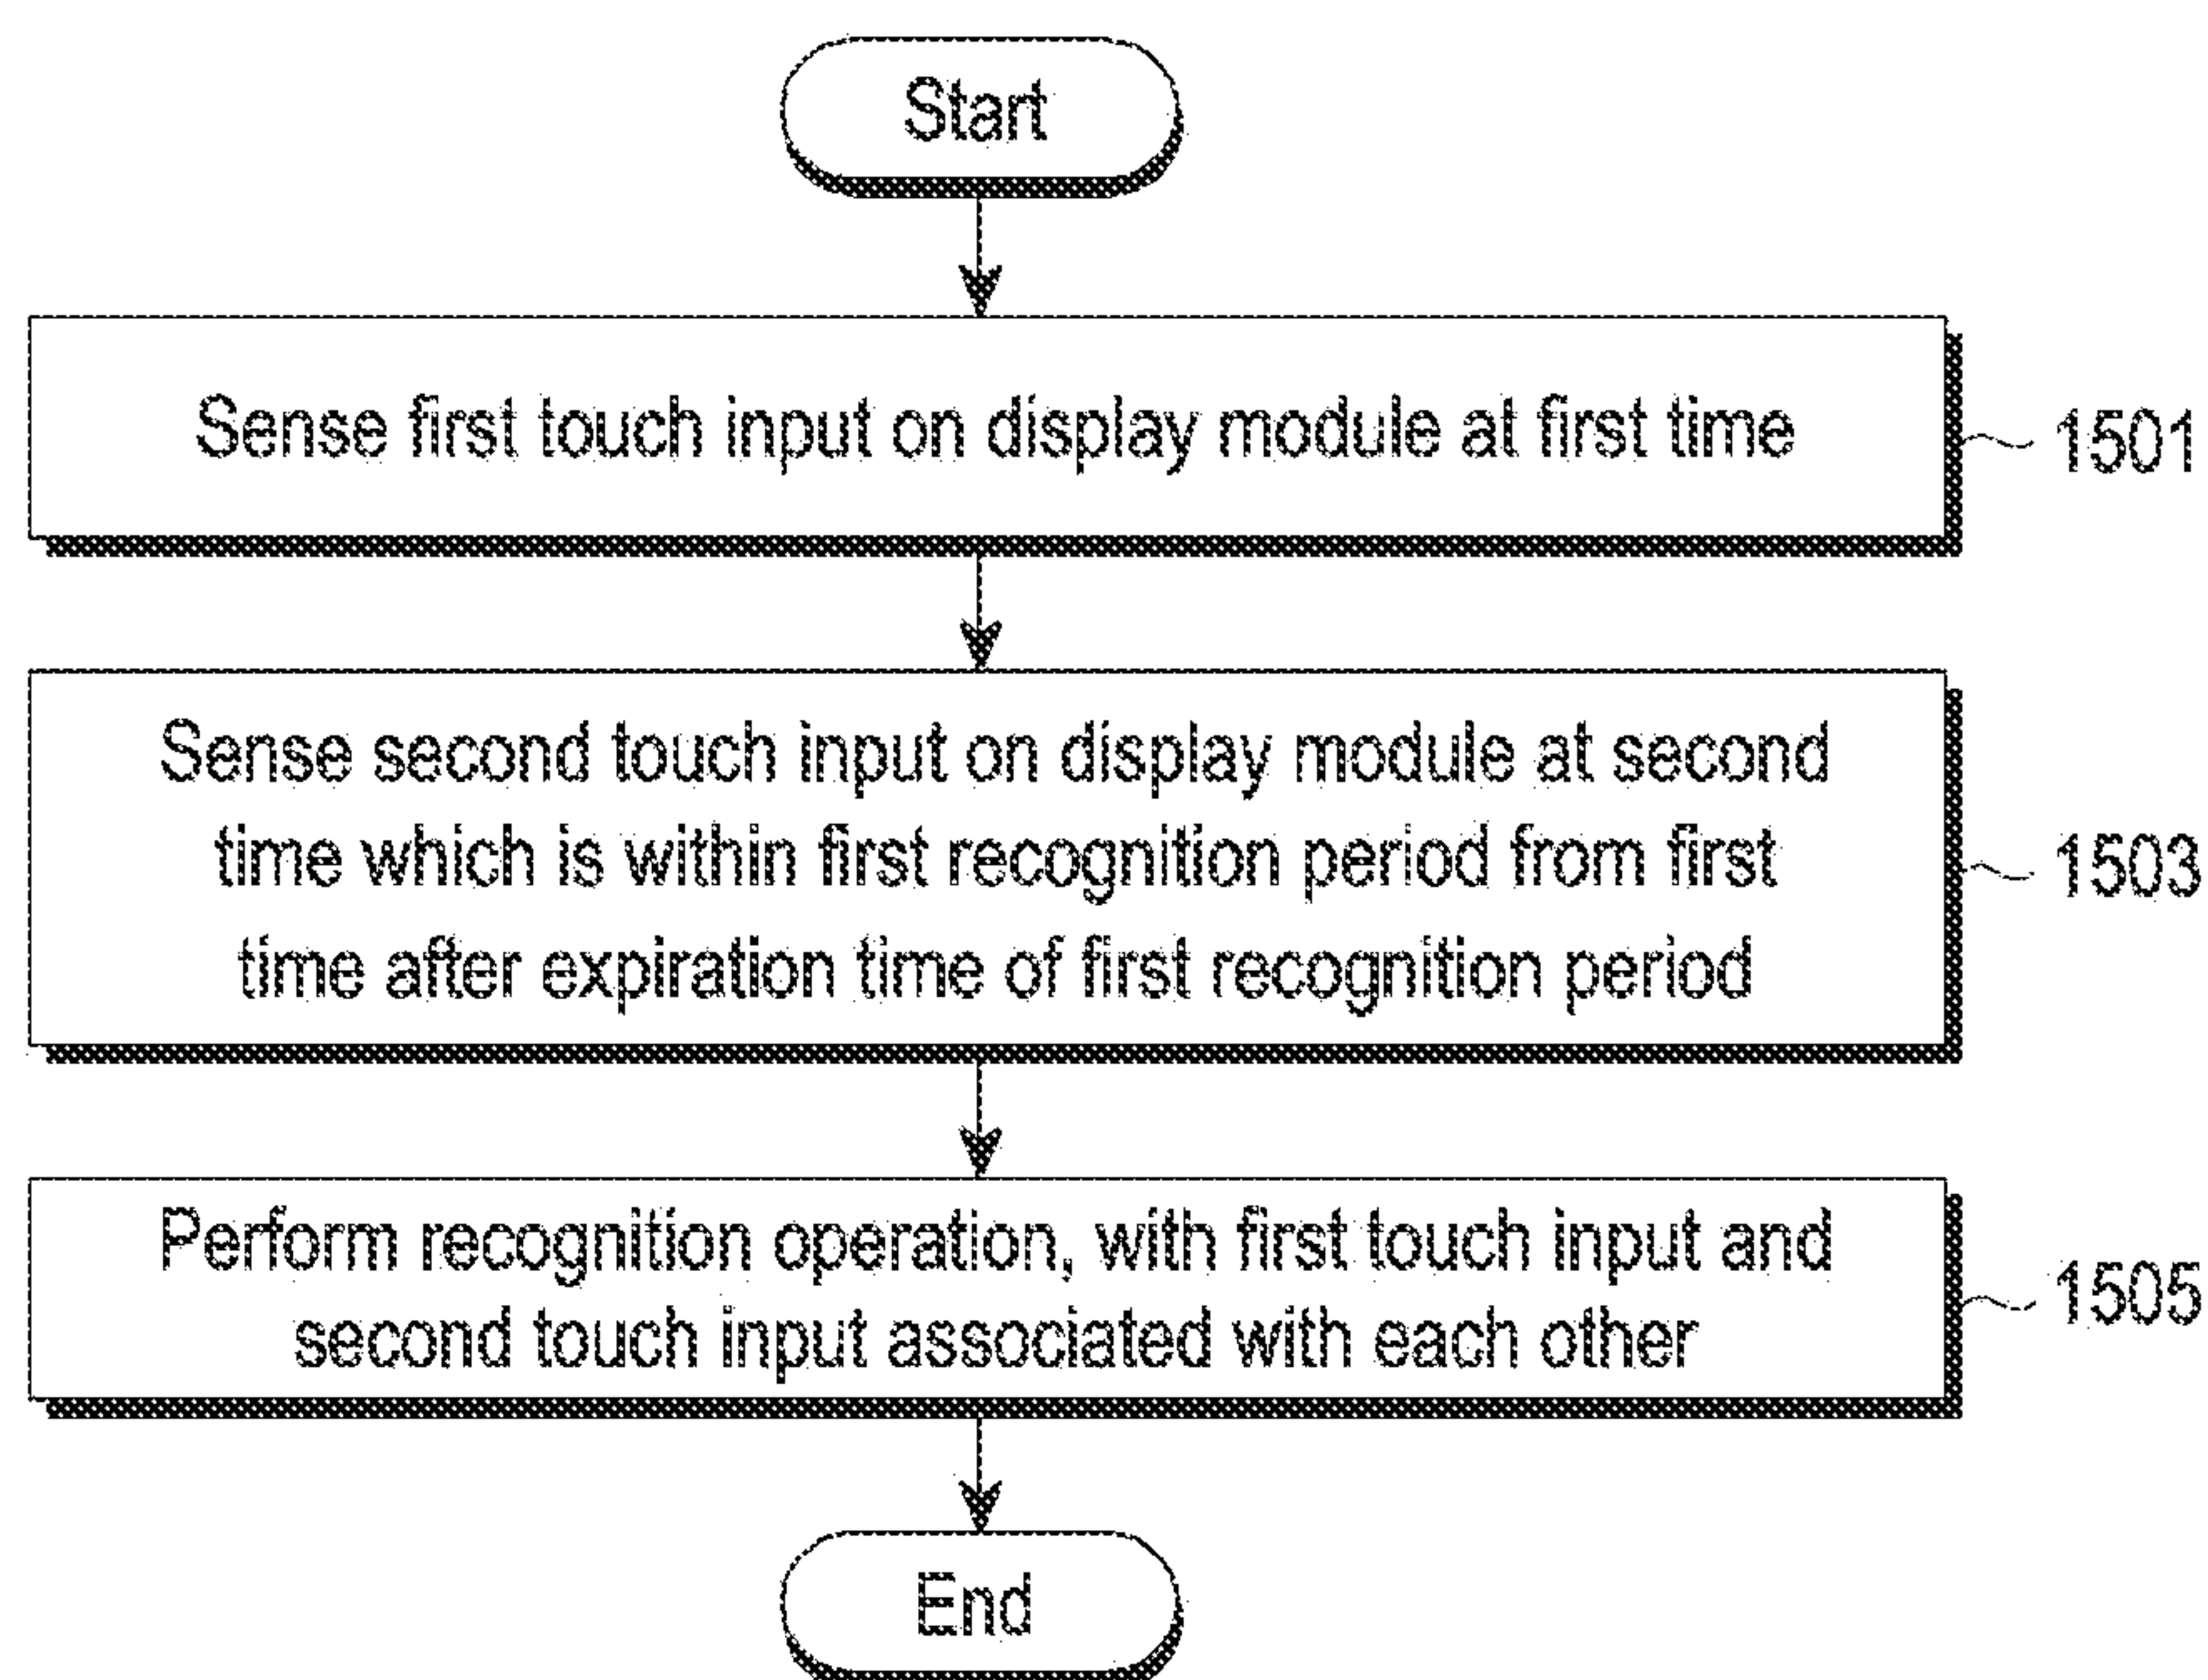 Start
Sense first touch input on display module at first time
1501
Sense second touch input on display module at second
time which is within first recognition period from first
time after expiration time of first recognition period
1503
Perform recognition operation, with first touch input and
second touch input associated with each other
1505
End